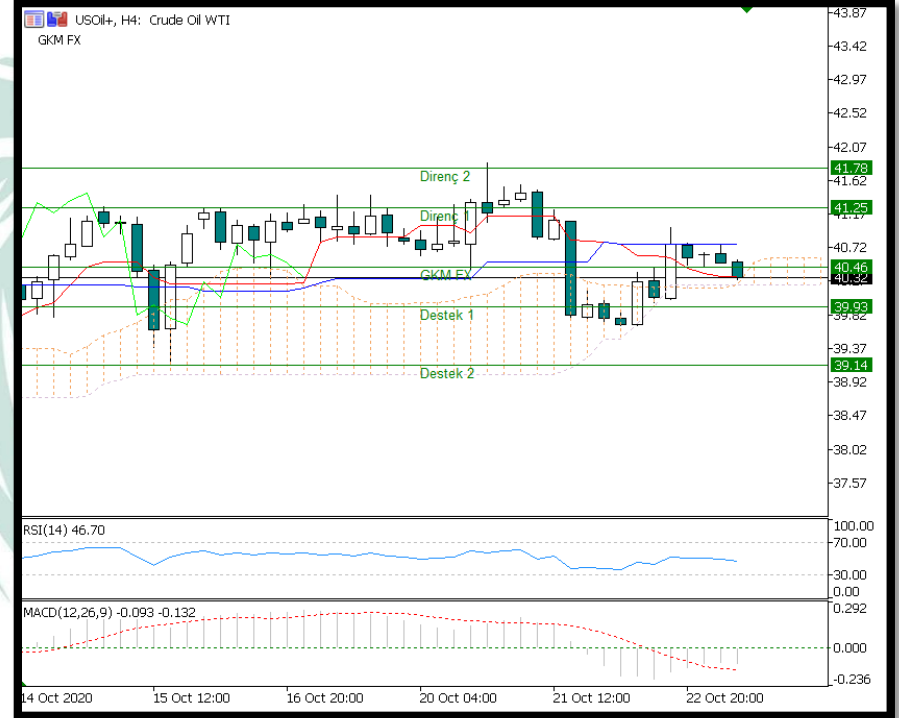 USOil+, H4: Crude Oil WTI
GKM FX
43.87
43.42
42.97
42.52
42.07
41.78
41.62
41.25
41.17
40.72
40.46
40.32
39.93
39.82
39.37
39.14
38.92
38.47
38.02
37.57
Direnç 2
Direnç 1
GKM FX
Destek 1
Destek 2
RSI(14) 46.70
100.00
70.00
30.00
0.00
MACD(12,26,9) -0.093 -0.132
0.292
0.000
-0.236
14 Oct 2020
15 Oct 12:00
16 Oct 20:00
20 Oct 04:00
21 Oct 12:00
22 Oct 20:00